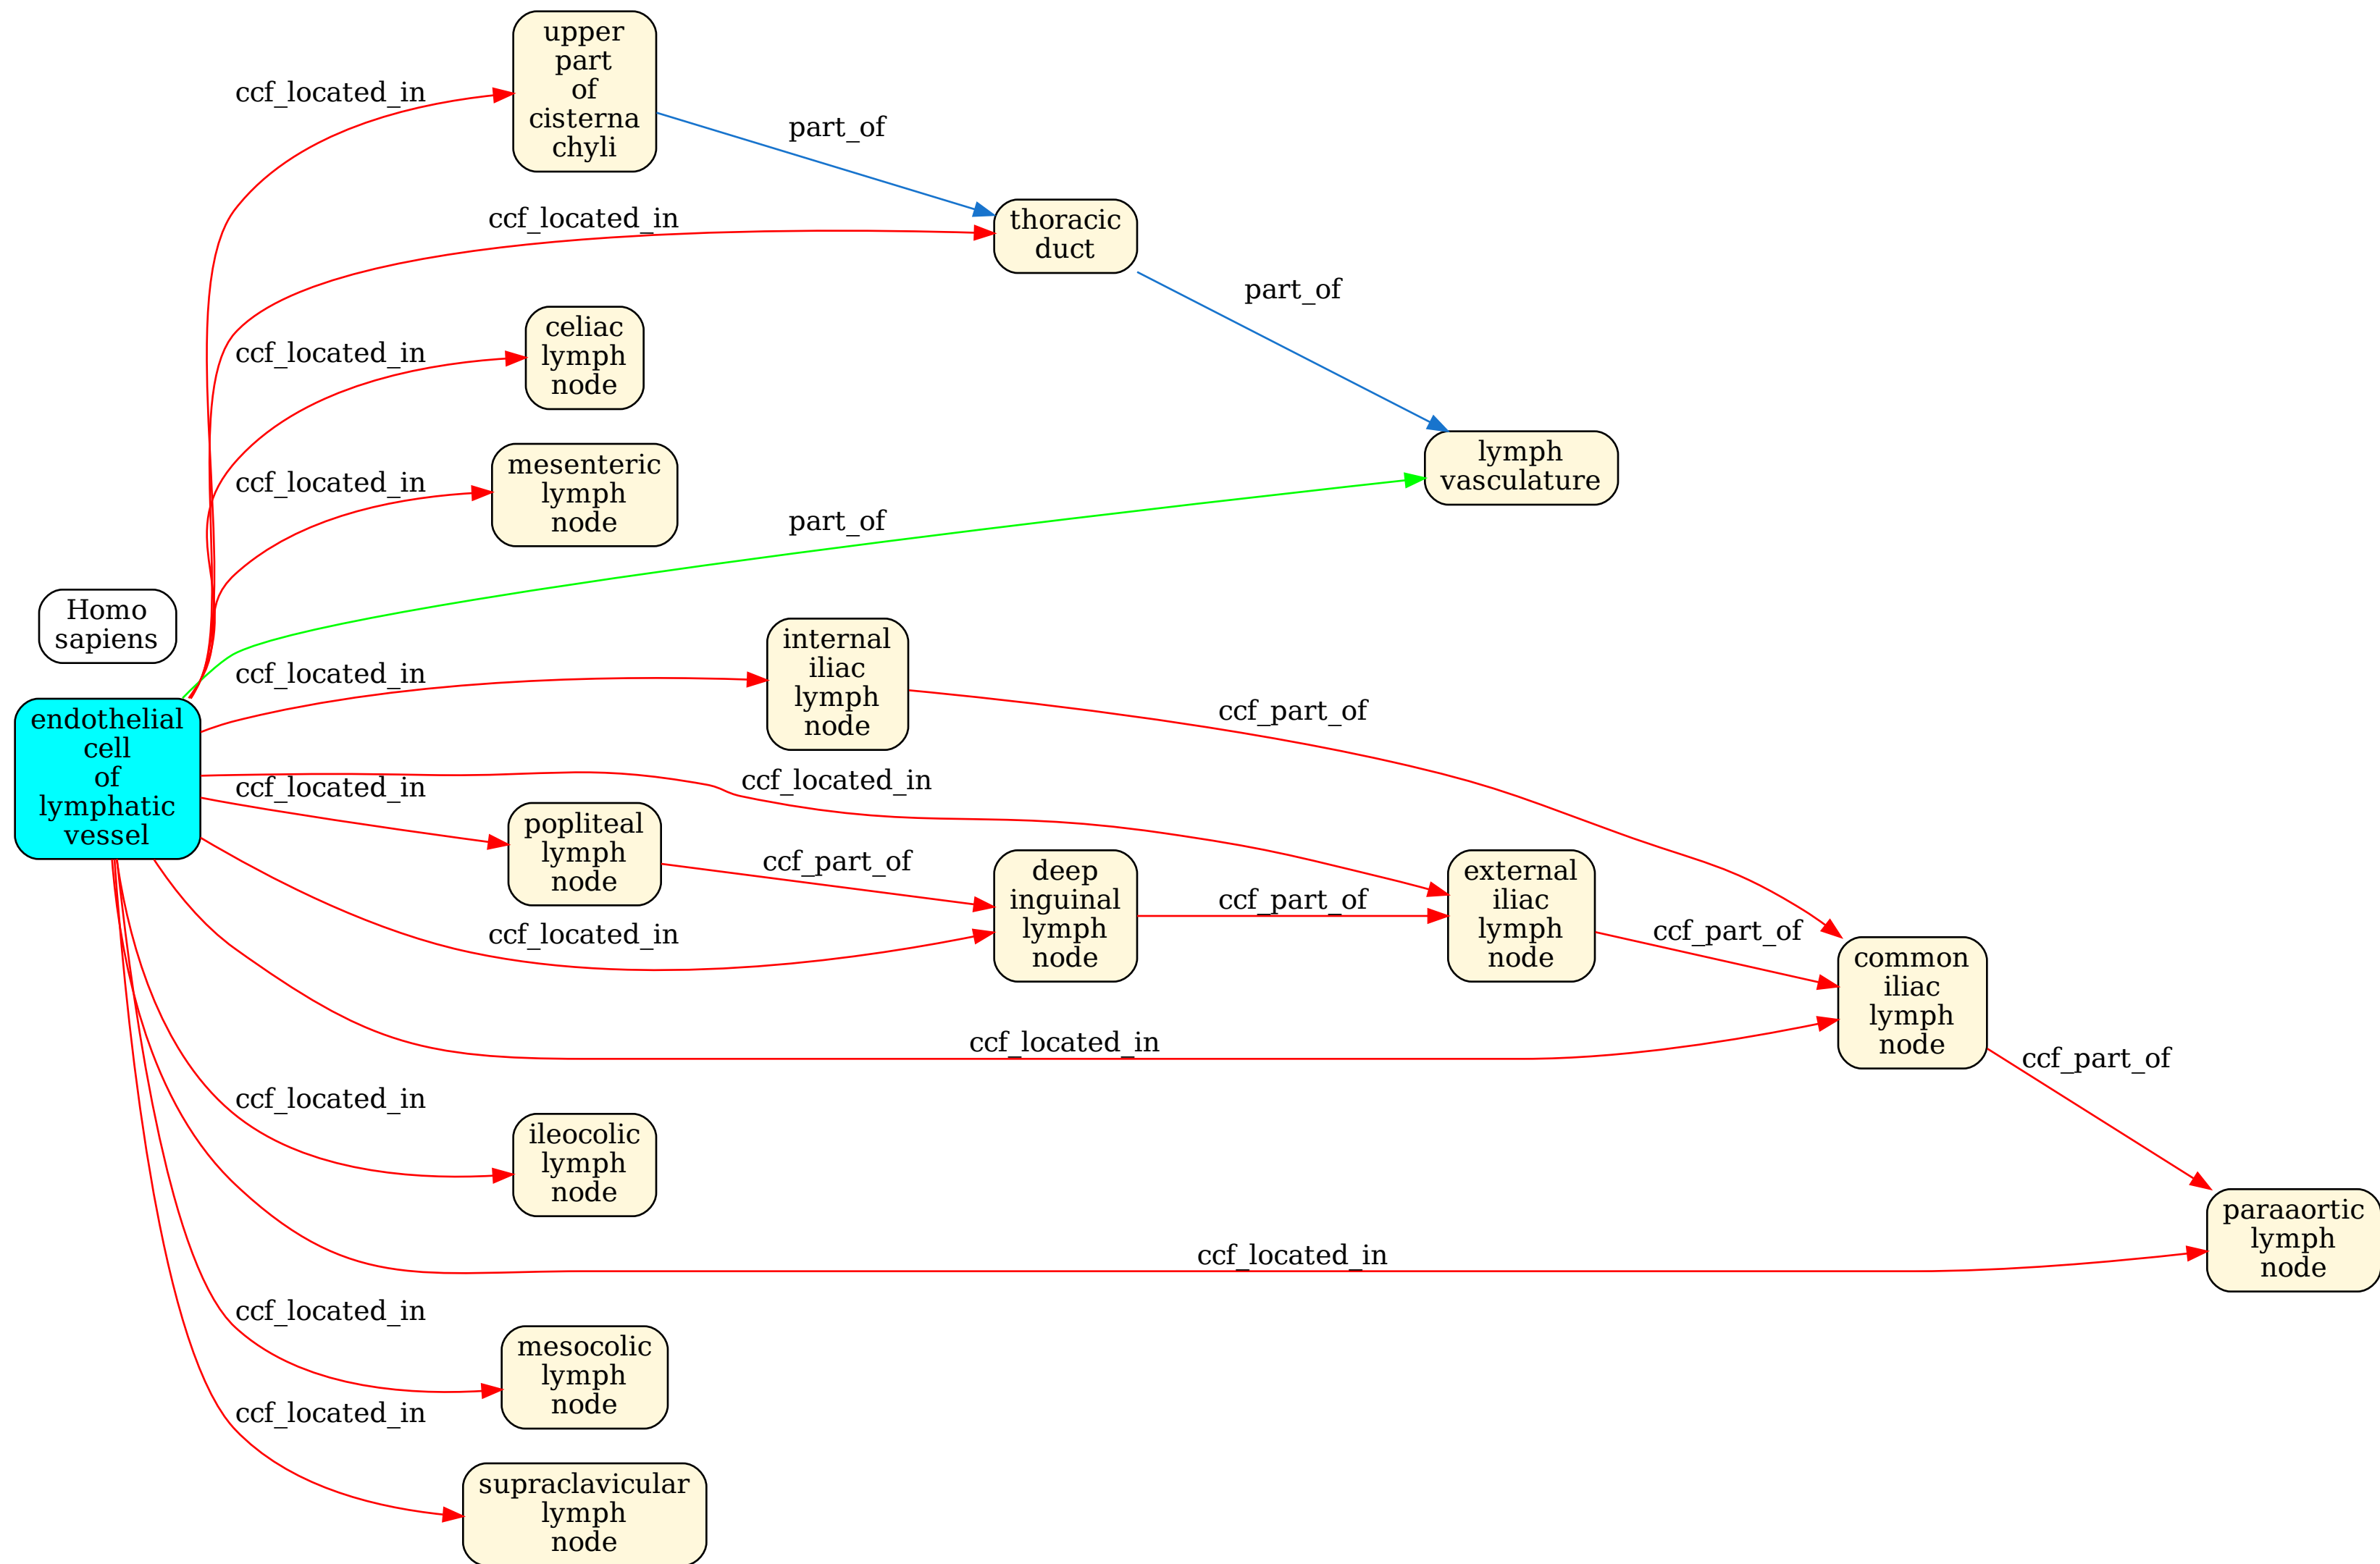 upper
part
of
cisterna
chyli
ccf_located_in
part_of
thoracic
duct
ccf_located_in
part_of
celiac
lymph
node
ccf_located_in
mesenteric
lymph
node
ccf_located_in
lymph
vasculature
part_of
Homo
sapiens
internal
iliac
lymph
node
ccf_located_in
ccf_part_of
endothelial
cell
of
lymphatic
vessel
ccf_located_in
ccf_located_in
popliteal
lymph
node
ccf_part_of
deep
inguinal
lymph
node
ccf_part_of
external
iliac
lymph
node
ccf_located_in
ccf_part_of
common
iliac
lymph
node
ccf_located_in
ccf_part_of
ccf_located_in
ileocolic
lymph
node
paraaortic
lymph
node
ccf_located_in
ccf_located_in
mesocolic
lymph
node
ccf_located_in
supraclavicular
lymph
node